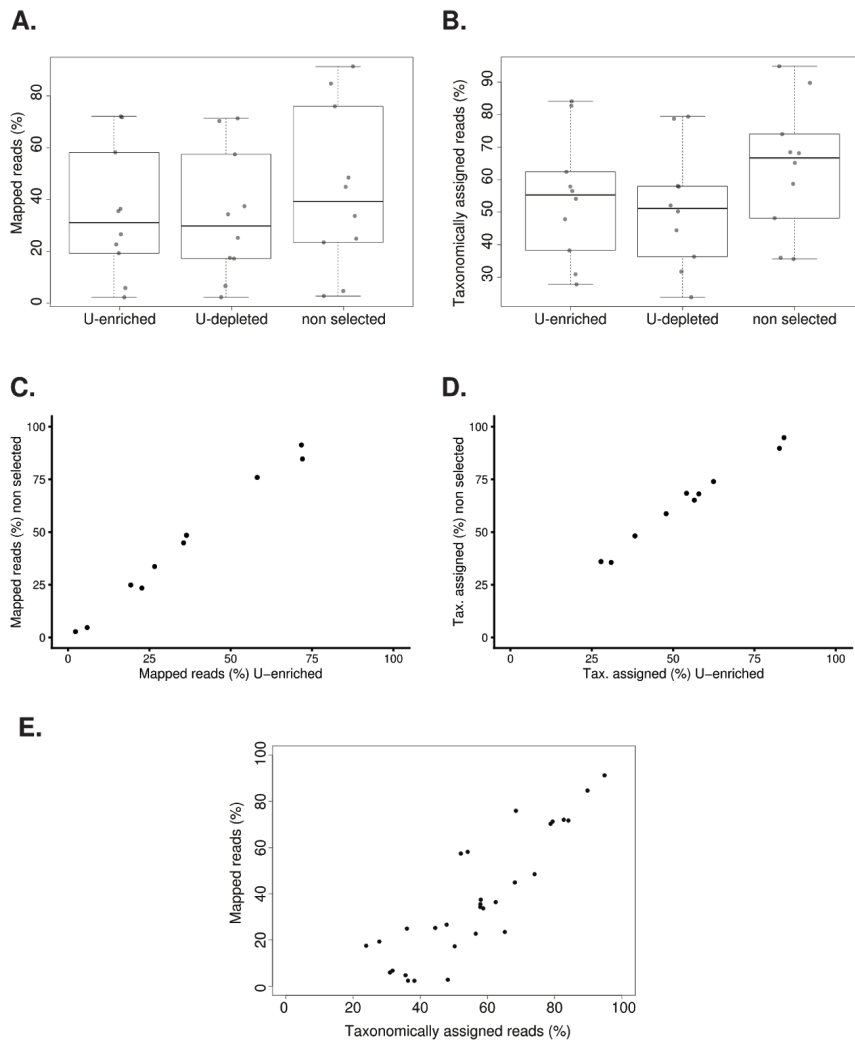 A.
Mapped reads (%)
80
60
40
20
0
U-enriched
U-depleted
non selected
B.
Taxonomically assigned reads (%)
90
80
70
60
50
40
30
U-enriched
U-depleted
non selected
C.
Mapped reads (%) non selected
100
75
50
25
0
0
25
50
75
100
Mapped reads (%) U−enriched
D.
Tax. assigned (%) non selected
100
75
50
25
0
0
25
50
75
100
Tax. assigned (%) U−enriched
E.
Mapped reads (%)
100
80
60
40
20
0
0
20
40
60
80
100
Taxonomically assigned reads (%)